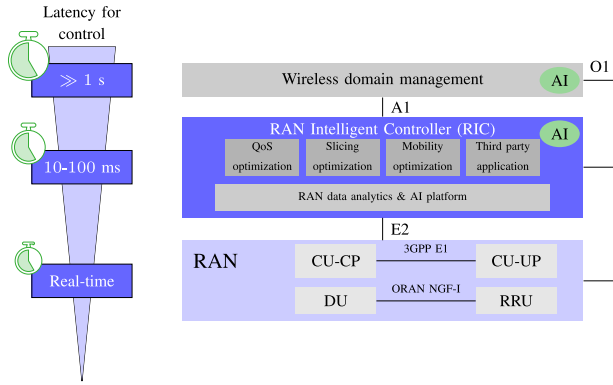 Latency for
control
≫ 1 s
10-100 ms
Real-time
Wireless domain management
AI
O1
A1
RAN Intelligent Controller (RIC)
AI
QoS
optimization
Slicing
optimization
Mobility
optimization
Third party
application
RAN data analytics & AI platform
E2
RAN
CU-CP
3GPP E1
CU-UP
DU
ORAN NGF-I
RRU